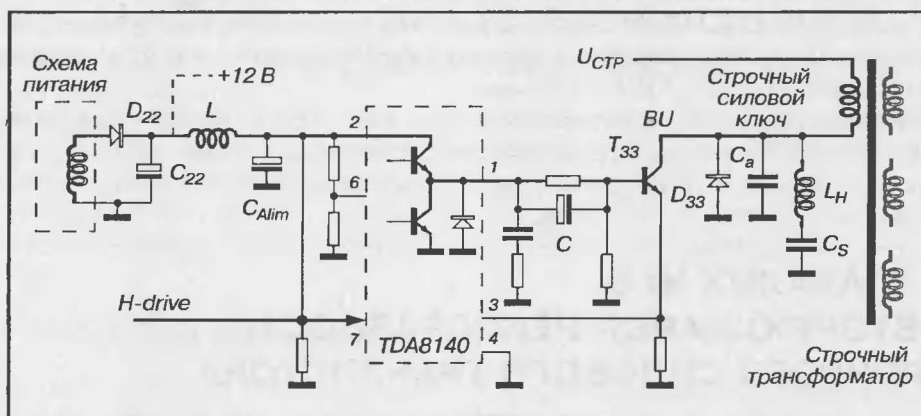 Схема
питания
+12 В
D22
L
C22
CAlim
2
6
1
TDA8140
7
3
4
H-drive
C
UСТР
BU
T33
D33
Строчный
силовой
ключ
Ca
LH
CS
Строчный
трансформатор